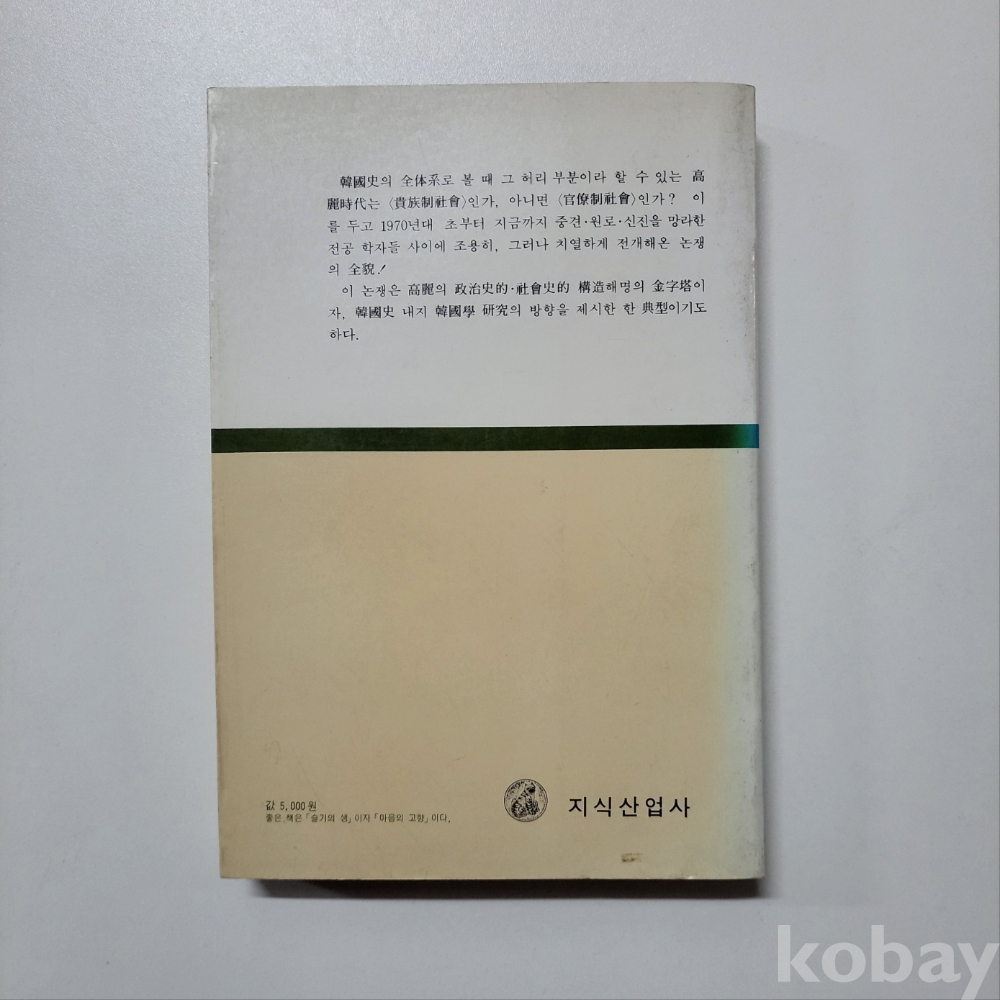 韓國史의 全体系로 볼 때 그 허리 부분이라 할 수 있는 高
麗時代는 〈貴族制社會〉인가, 아니면 〈官僚制社會〉인가? 이
를 두고 1970년대 초부터 지금까지 중견·원로·신진을 망라한
전공 학자들 사이에 조용히, 그러나 치열하게 전개해온 논쟁
의 全貌!
이 논쟁은 高麗의 政治史的·社會史的 構造해명의 金字塔이
자, 韓國史 내지 韓國學 研究의 방향을 제시한 한 典型이기도
하다.
값 5,000원
좋은 책은 「슬기의 샘」이자 「마음의 고향」이다.
지식산업사
kobay